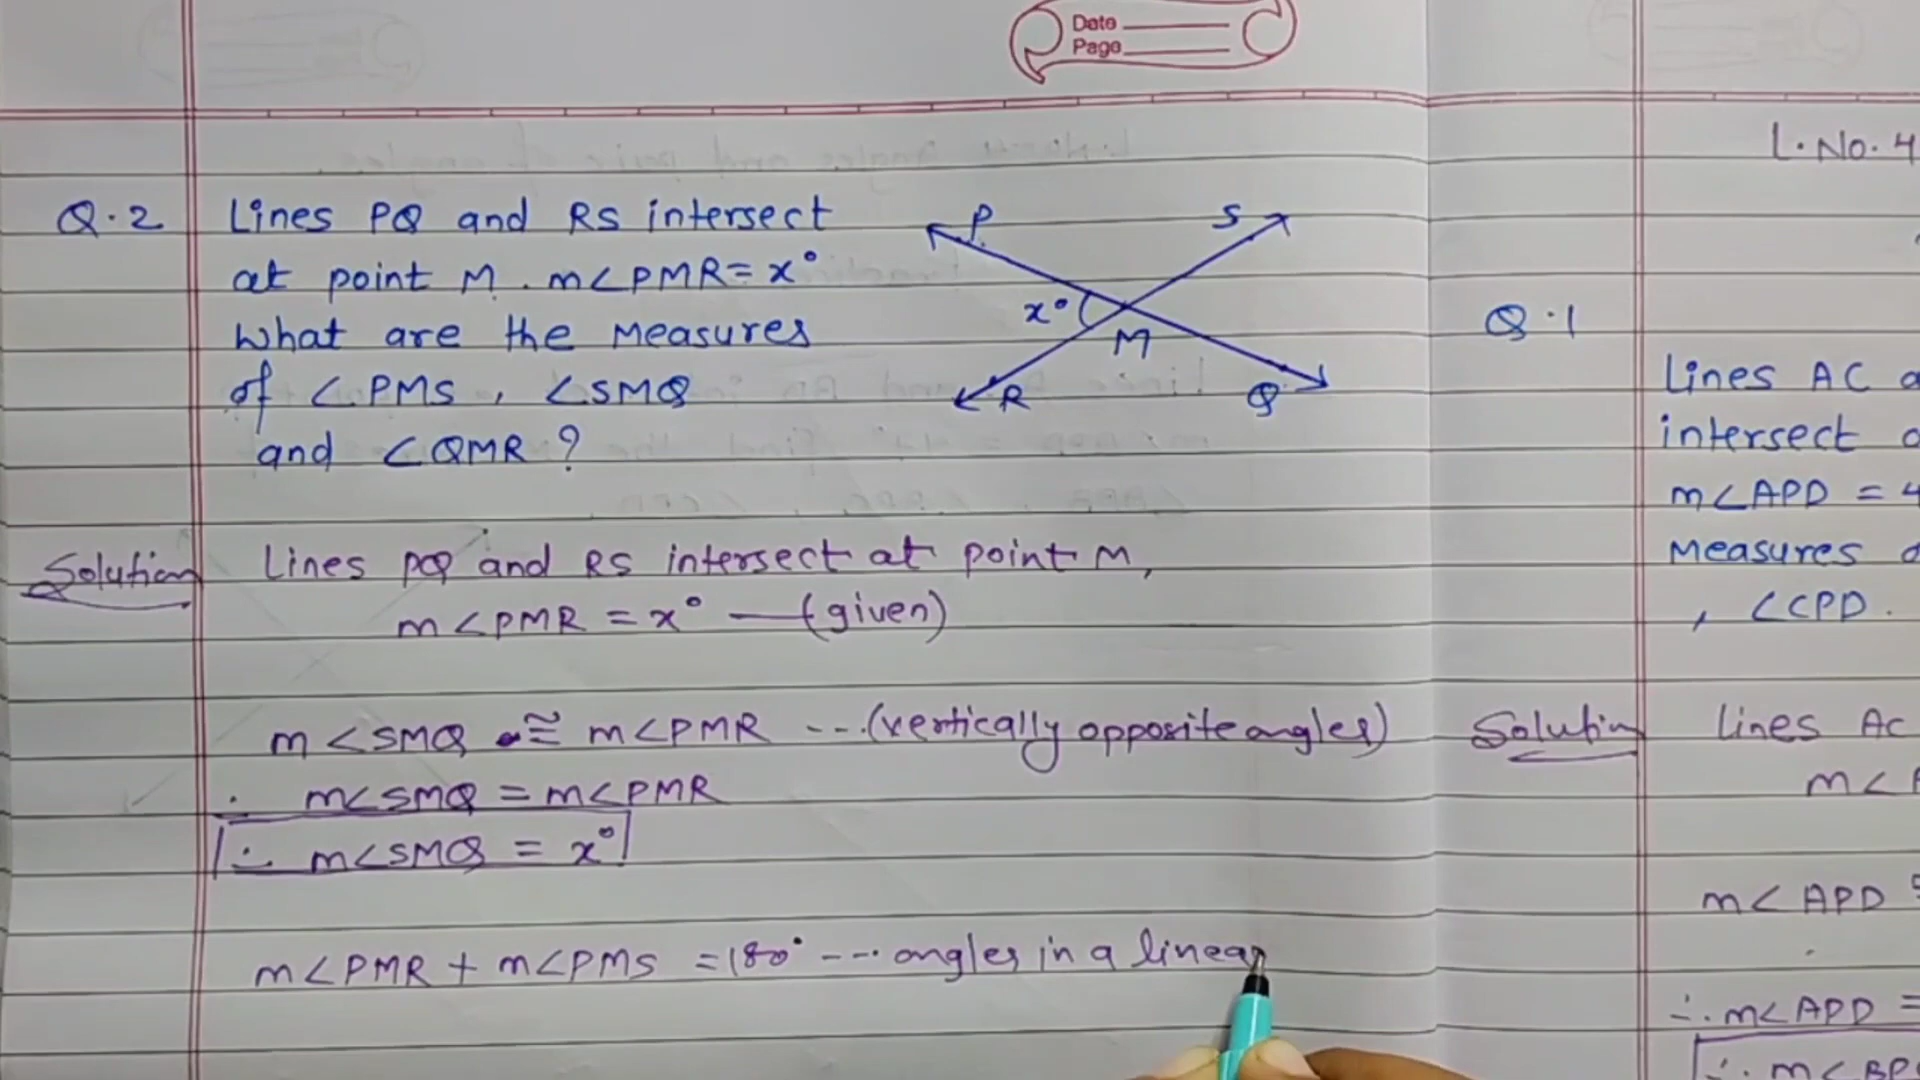 Date
Page
Q.2 Lines PQ and RS intersect
at point M. m∠PMR = x°
What are the measures
of ∠PMS, ∠SMQ
and ∠QMR ?
P
S
x°
M
R
Q
Solution Lines PQ and RS intersect at point M,
m∠PMR = x° — (given)
m∠SMQ ≅ m∠PMR --- (vertically opposite angles)
∴ m∠SMQ = m∠PMR
∴ m∠SMQ = x°
m∠PMR + m∠PMS = 180° --- angles in a linear
L.No. 4
Q.1
Lines AC
intersect
m∠APD = 4
Measures
, ∠CPD.
Solution Lines AC
m∠
m∠APD
∴ m∠APD =
∴ m∠BP